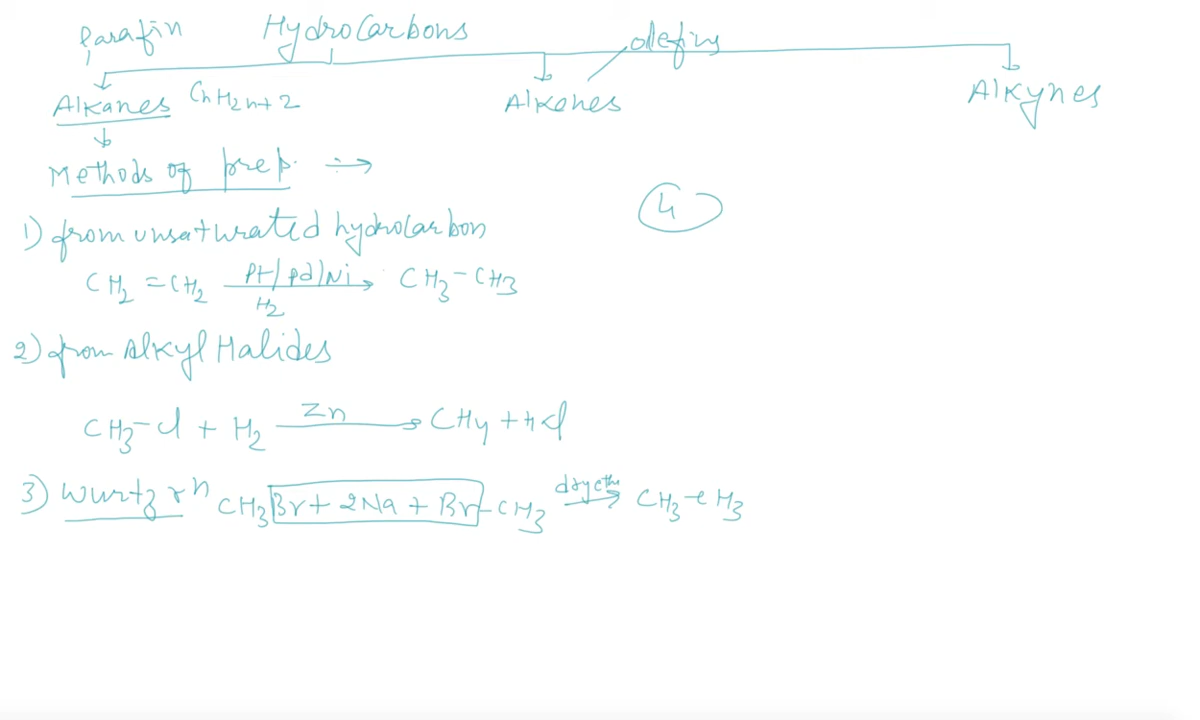 Parafin Hydrocarbons olefins
Alkanes CnH2n+2 Alkenes Alkynes
Methods of prep. →
4
1) from unsaturated hydrocarbon
CH2 = CH2 Pt/Pd/Ni → CH3-CH3
H2
2) from Alkyl Halides
CH3-Cl + H2 Zn → CH4 + HCl
3) Wurtz rn CH3 Br + 2Na + Br-CH3 dry ether → CH3-CH3